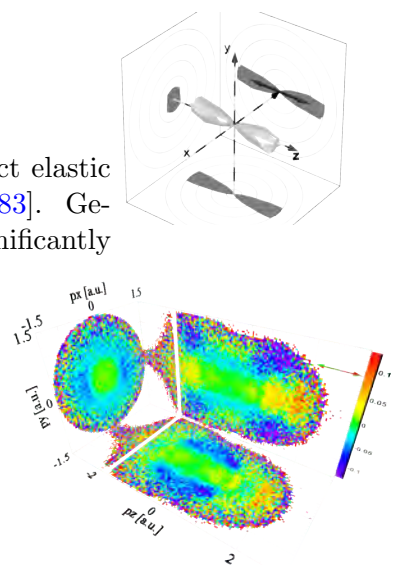 y
x
z
ct elastic
83]. Ge-
nificantly
px [a.u.]
-1.5
0
1.5
1.5
py [a.u.]
0
-1.5
-2
pz [a.u.]
0
2
0.1
0.05
0